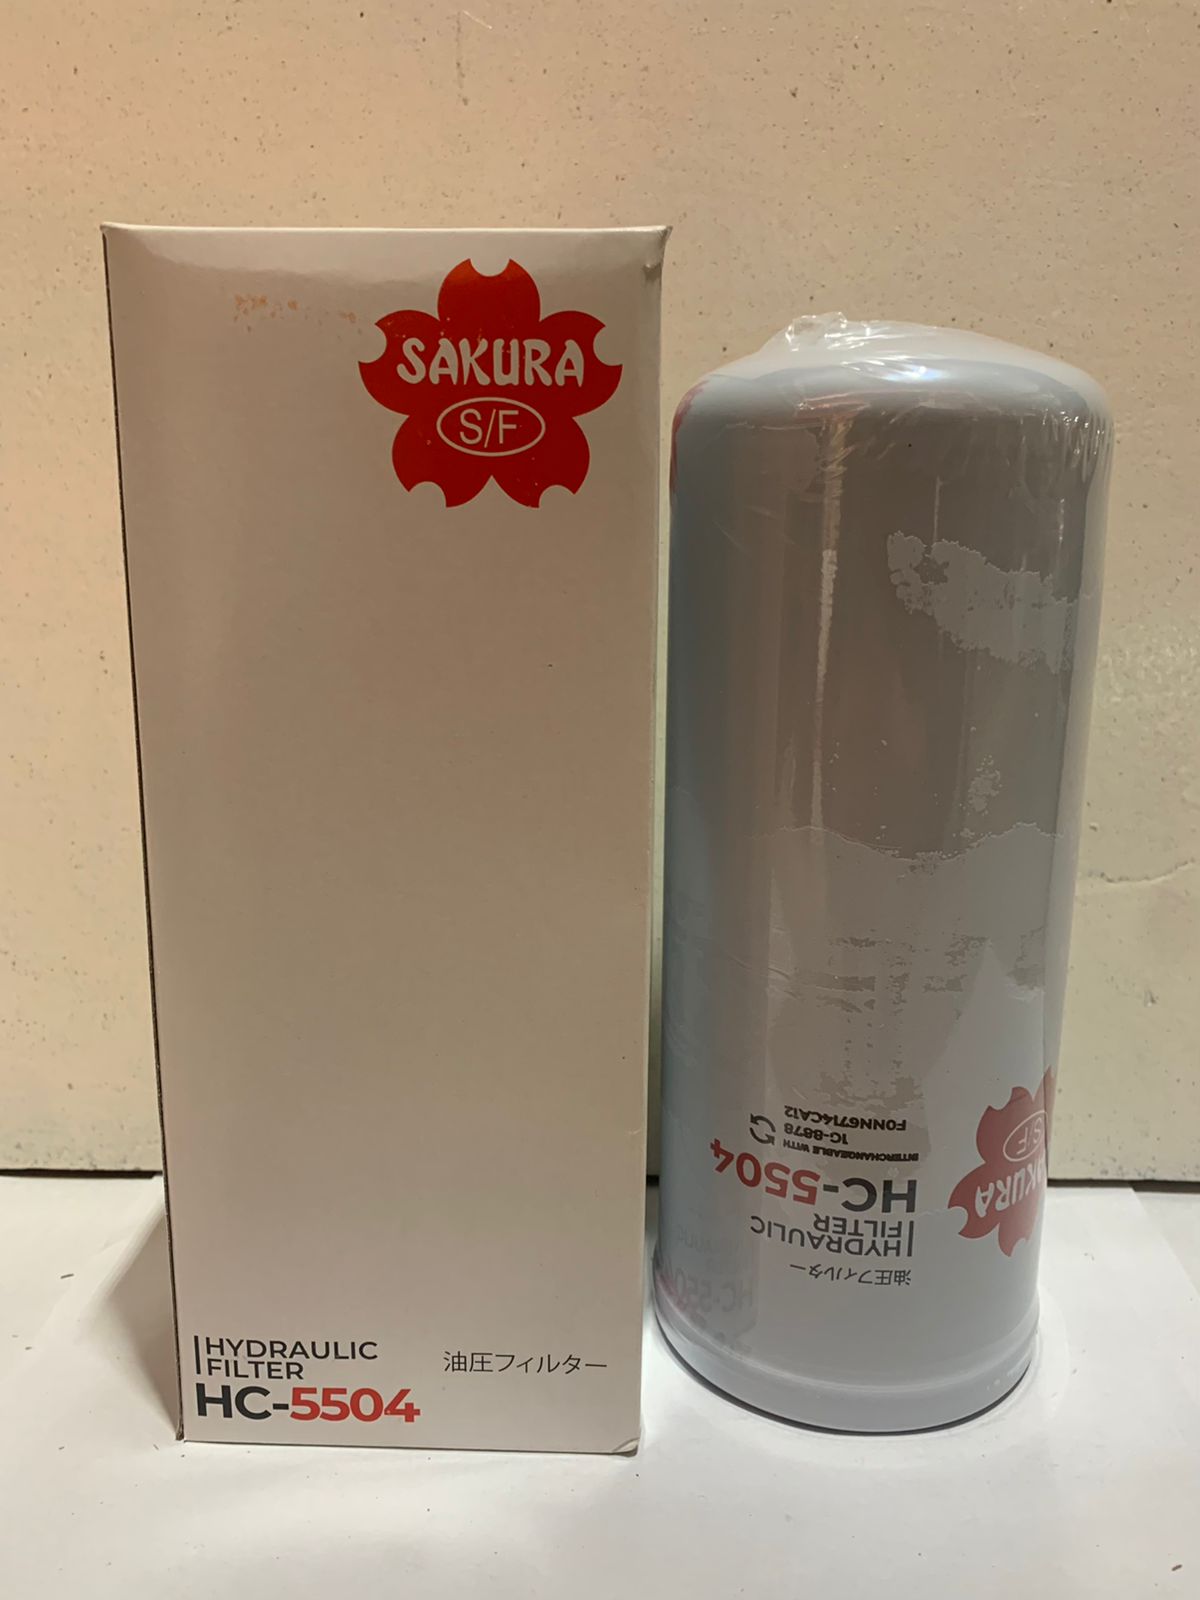 SAKURA
S/F
HYDRAULIC
FILTER
HC-5504
油圧フィルター
油圧フィルター
HYDRAULIC
FILTER
HC-5504
INTERCHANGEABLE WITH
1G-8878
F0NN6714CA12
SAKURA
S/F